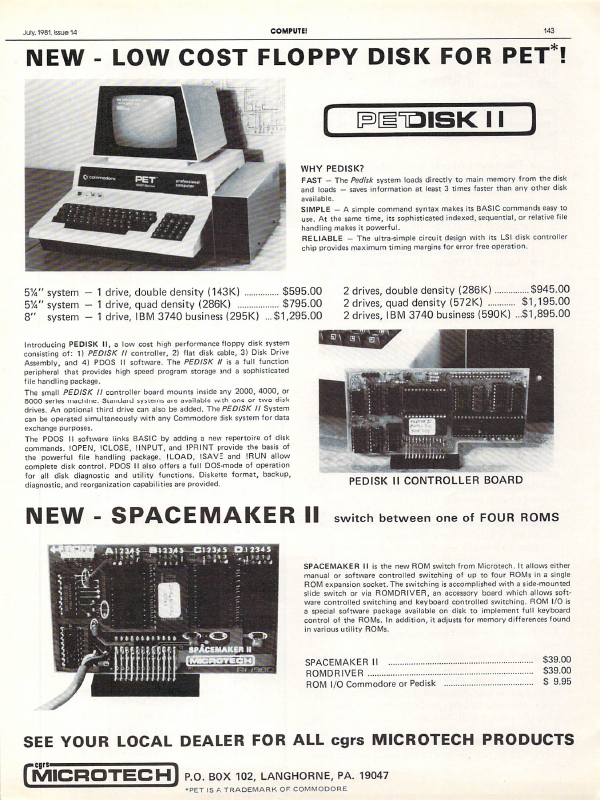 July, 1981, Issue 14
COMPUTE!
143
NEW - LOW COST FLOPPY DISK FOR PET*!
commodore
PET
professional
computer
PEDISK II
WHY PEDISK?
FAST — The Pedisk system loads directly to main memory from the disk
and loads — saves information at least 3 times faster than any other disk
available.
SIMPLE — A simple command syntax makes its BASIC commands easy to
use. At the same time, its sophisticated indexed, sequential, or relative file
handling makes it powerful.
RELIABLE — The ultra-simple circuit design with its LSI disk controller
chip provides maximum timing margins for error free operation.
5¼" system — 1 drive, double density (143K) ............... $595.00
5¼" system — 1 drive, quad density (286K) ............... $795.00
8" system — 1 drive, IBM 3740 business (295K) ...$1,295.00
2 drives, double density (286K) ..............$945.00
2 drives, quad density (572K) ........... $1,195.00
2 drives, IBM 3740 business (590K) ...$1,895.00
Introducing PEDISK II, a low cost high performance floppy disk system
consisting of: 1) PEDISK II controller, 2) flat disk cable, 3) Disk Drive
Assembly, and 4) PDOS II software. The PEDISK II is a full function
peripheral that provides high speed program storage and a sophisticated
file handling package.
The small PEDISK II controller board mounts inside any 2000, 4000, or
8000 series machine. Standard systems are available with one or two disk
drives. An optional third drive can also be added. The PEDISK II System
can be operated simultaneously with any Commodore disk system for data
exchange purposes.
The PDOS II software links BASIC by adding a new repertoire of disk
commands. !OPEN, !CLOSE, !INPUT, and !PRINT provide the basis of
the powerful file handling package. !LOAD, !SAVE and !RUN allow
complete disk control. PDOS II also offers a full DOS-mode of operation
for all disk diagnostic and utility functions. Diskette format, backup,
diagnostic, and reorganization capabilities are provided.
PEDISK II CONTROLLER BOARD
NEW - SPACEMAKER II switch between one of FOUR ROMS
A12345 B12345 C12345 D12345
SPACEMAKER II
MICROTECH
SPACEMAKER II is the new ROM switch from Microtech. It allows either
manual or software controlled switching of up to four ROMs in a single
ROM expansion socket. The switching is accomplished with a side-mounted
slide switch or via ROMDRIVER, an accessory board which allows soft-
ware controlled switching and keyboard controlled switching. ROM I/O is
a special software package available on disk to implement full keyboard
control of the ROMs. In addition, it adjusts for memory differences found
in various utility ROMs.
SPACEMAKER II .................................................. $39.00
ROMDRIVER .......................................................... $39.00
ROM I/O Commodore or Pedisk .............................. $ 9.95
SEE YOUR LOCAL DEALER FOR ALL cgrs MICROTECH PRODUCTS
cgrs
MICROTECH
P.O. BOX 102, LANGHORNE, PA. 19047
*PET IS A TRADEMARK OF COMMODORE